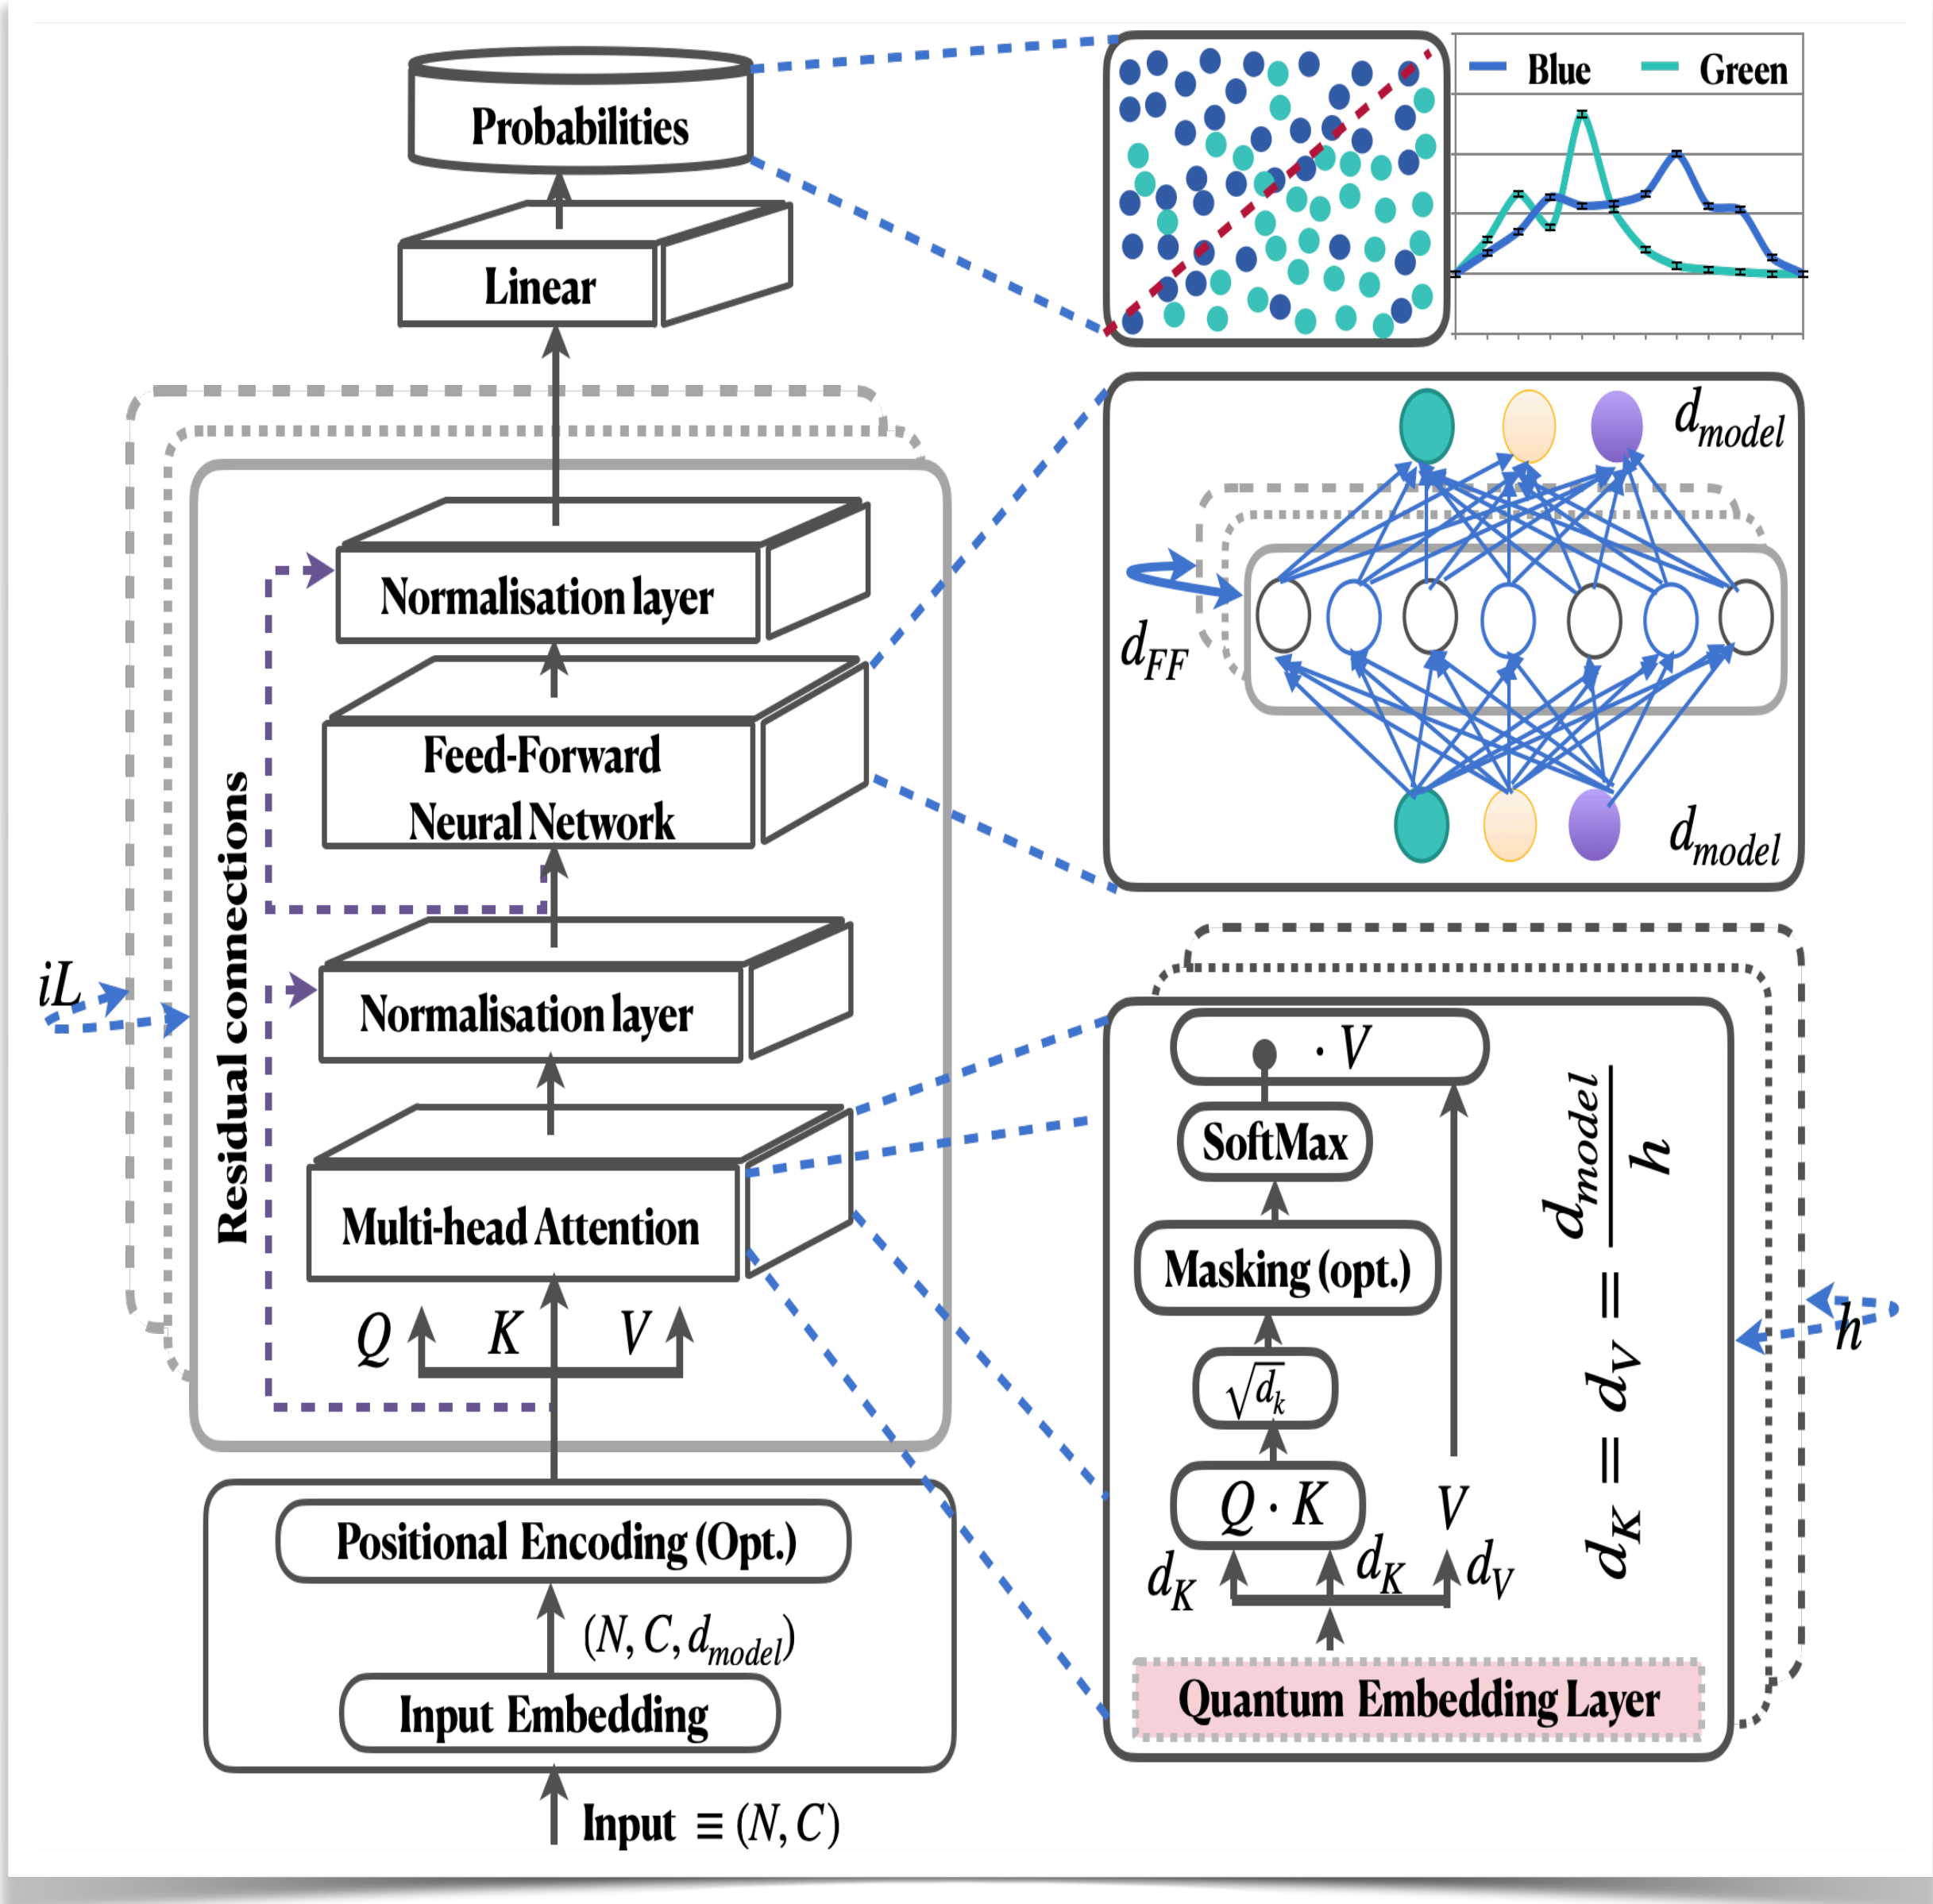 Probabilities
Linear
Normalisation layer
Feed-Forward
Neural Network
Normalisation layer
Multi-head Attention
Q K V
Residual connections
iL
Positional Encoding (Opt.)
(N, C, d_model)
Input Embedding
Input ≡ (N, C)
Blue Green
d_model
d_FF
d_model
· V
SoftMax
Masking (opt.)
√d_k
Q · K
V
d_K d_K d_V
Quantum Embedding Layer
d_K = d_V = d_model / h
h